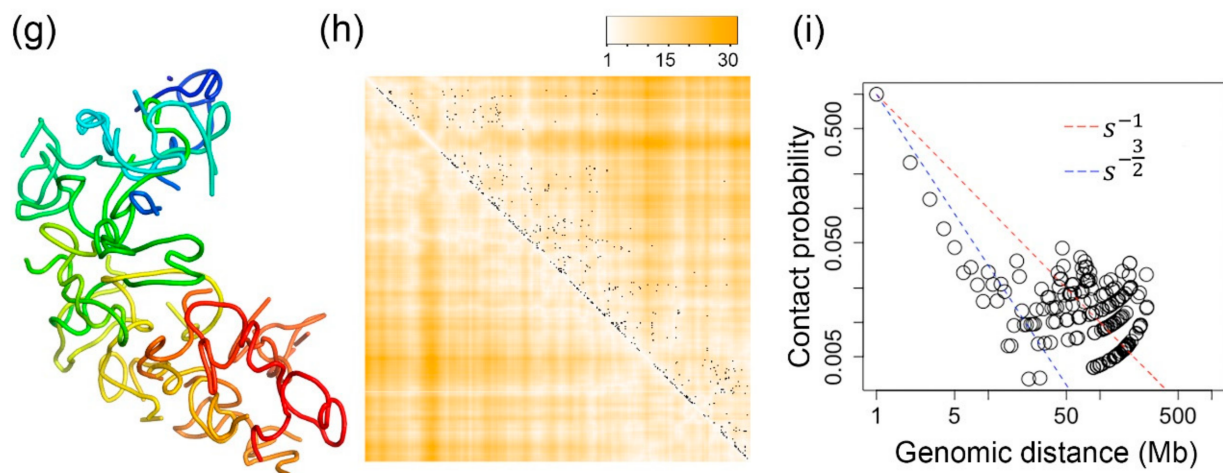 (g)
(h)
1 15 30
(i)
Contact probability
0.500
0.050
0.005
s⁻¹
s^-3/2
1 5 50 500
Genomic distance (Mb)